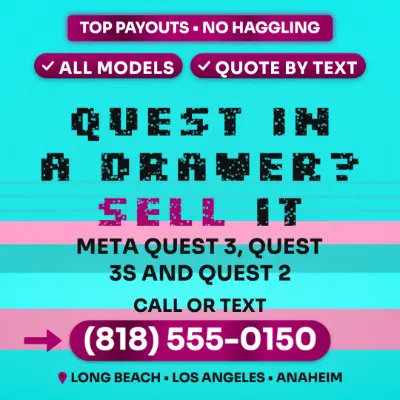 TOP PAYOUTS • NO HAGGLING
✓ ALL MODELS
✓ QUOTE BY TEXT
QUEST IN
A DRAWER?
SELL IT
META QUEST 3, QUEST
3S AND QUEST 2
CALL OR TEXT
(818) 555-0150
LONG BEACH • LOS ANGELES • ANAHEIM